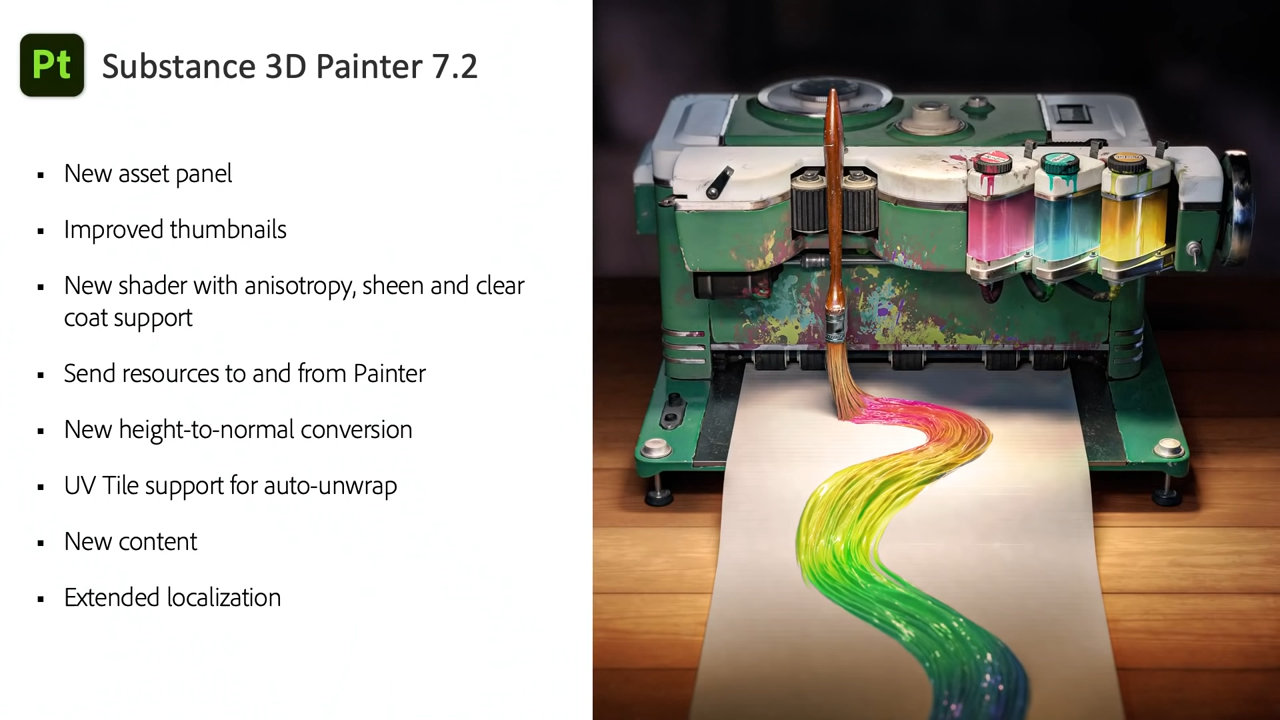 Pt
Substance 3D Painter 7.2
▪ New asset panel
▪ Improved thumbnails
▪ New shader with anisotropy, sheen and clear
coat support
▪ Send resources to and from Painter
▪ New height-to-normal conversion
▪ UV Tile support for auto-unwrap
▪ New content
▪ Extended localization